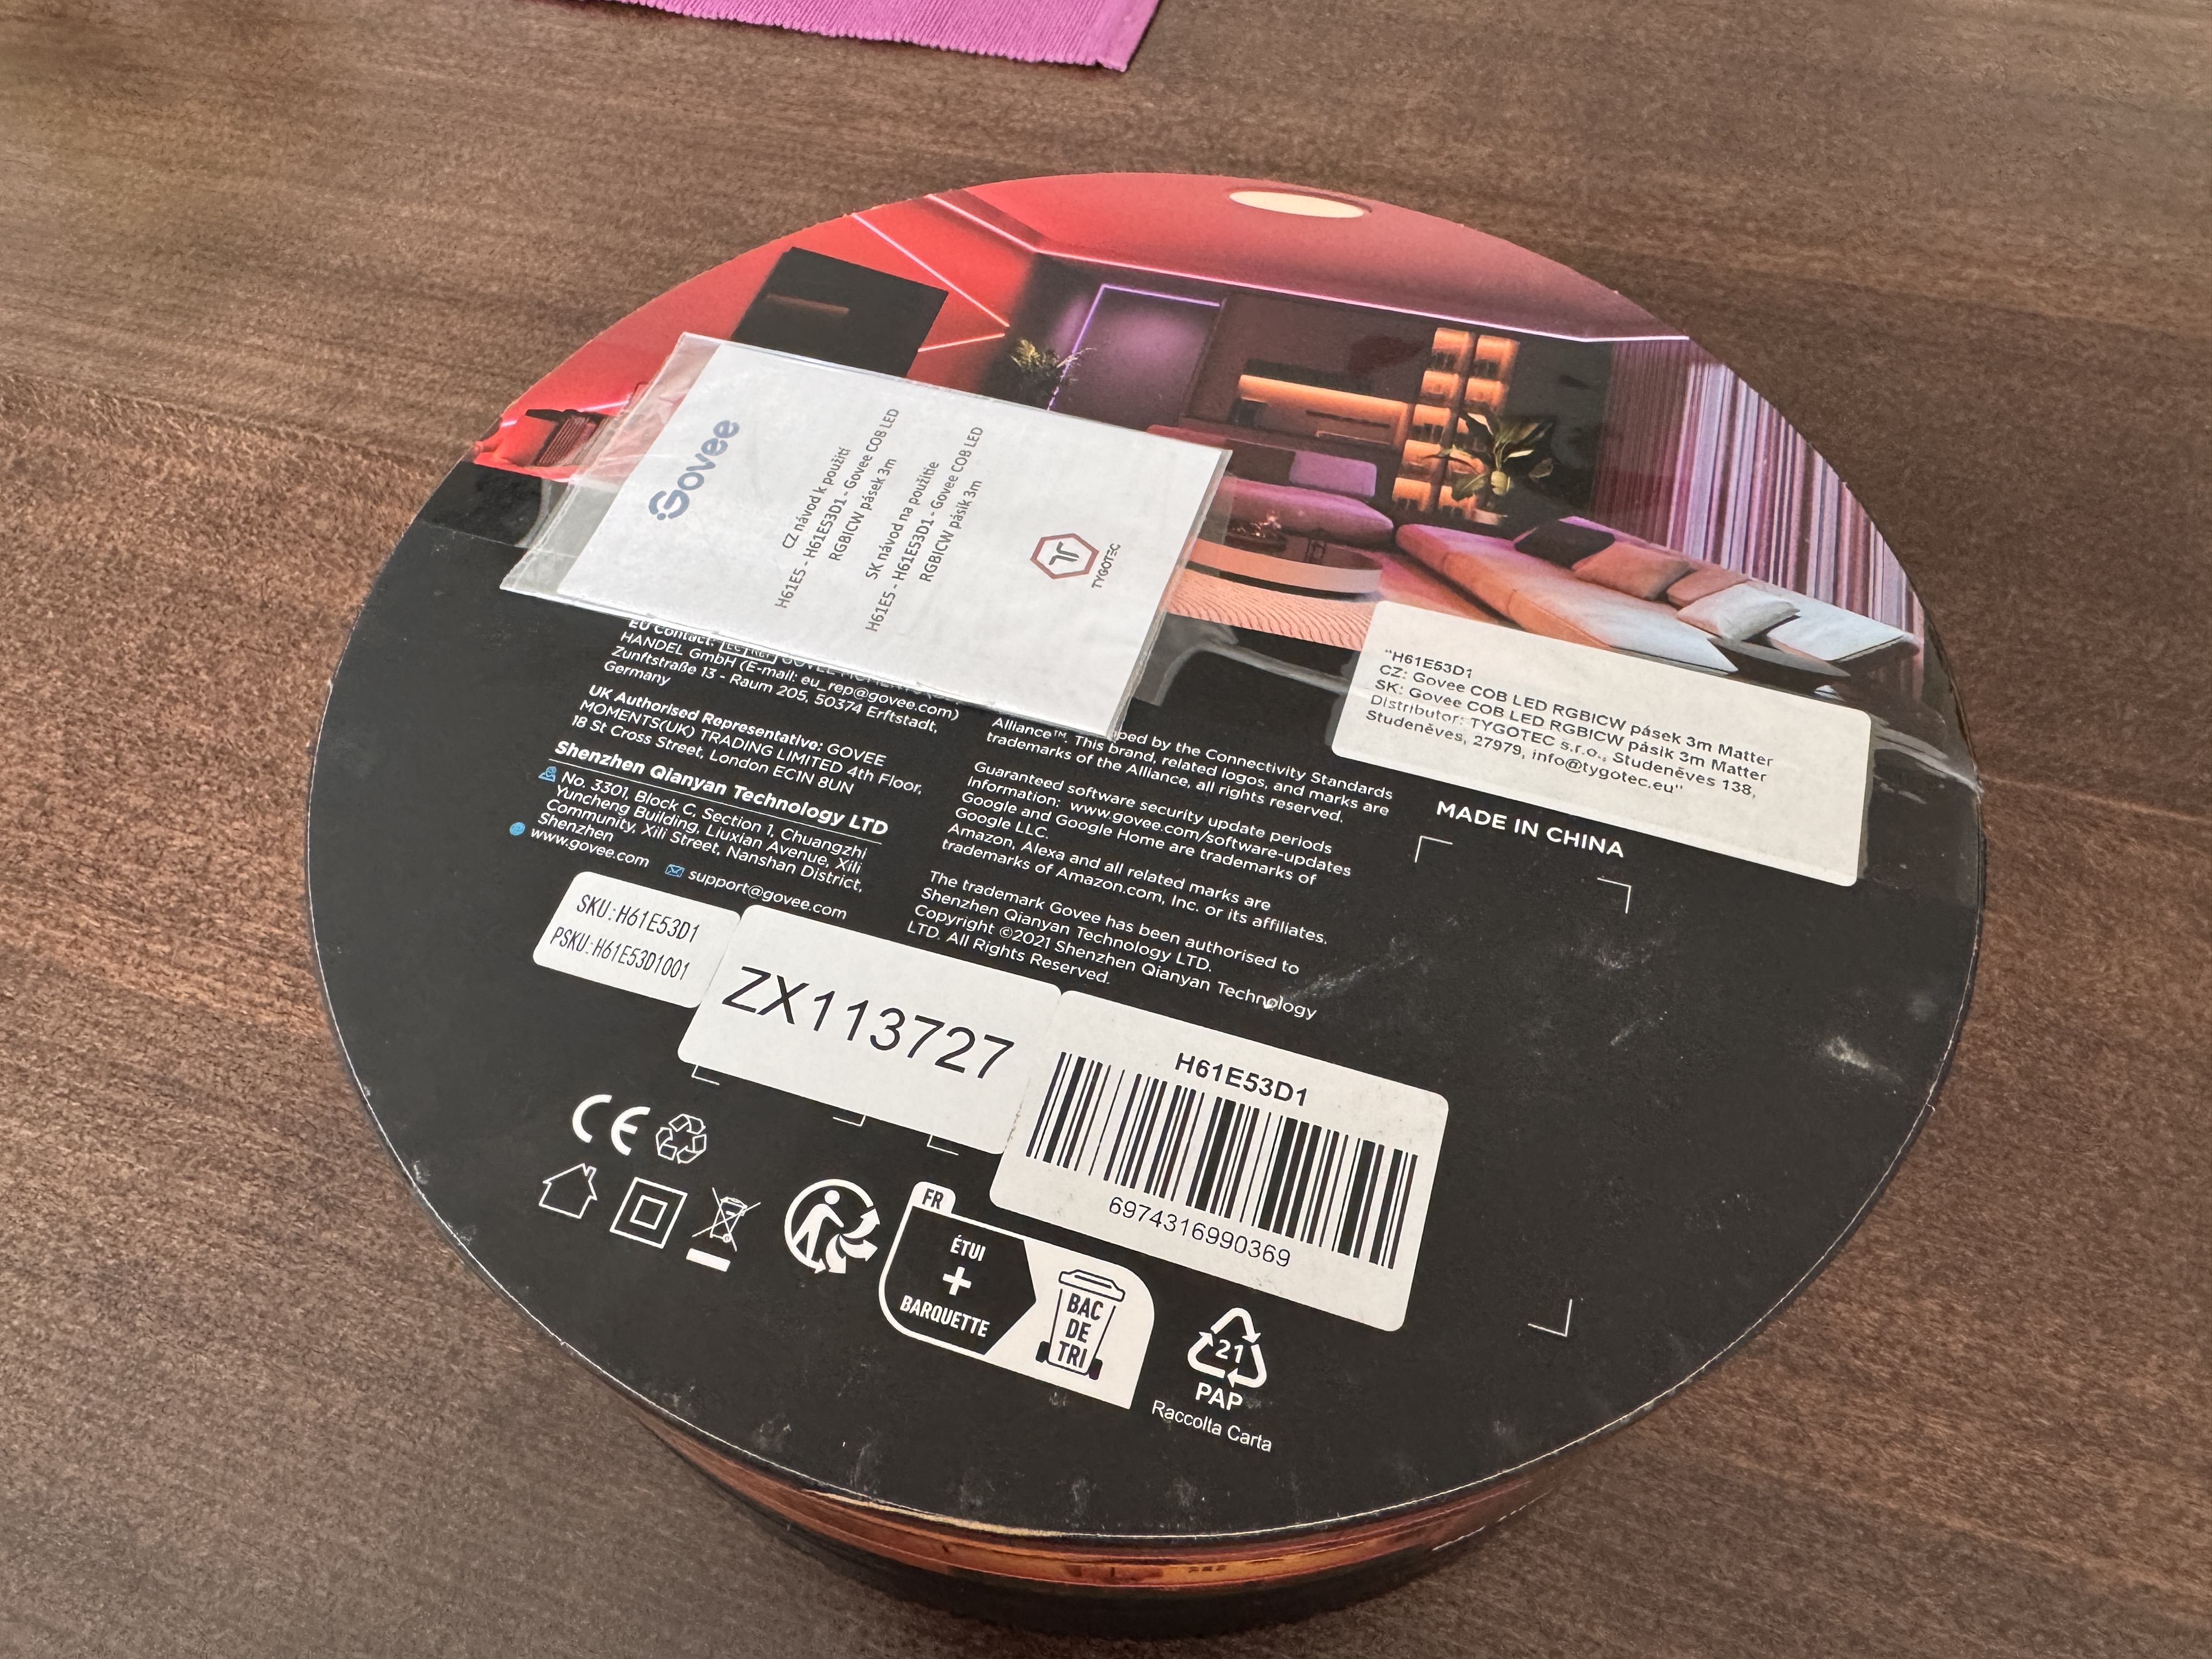 Govee
CZ návod k použití
H61E5 - H61E53D1 - Govee COB LED
RGBICW pásek 3m
SK návod na použitie
H61E5 - H61E53D1 - Govee COB LED
RGBICW pásik 3m
TYGOTEC
EU Contact: EC REP
HANDEL GmbH (E-mail: eu_rep@govee.com)
Zunftstraße 13 - Raum 205, 50374 Erftstadt,
Germany
UK Authorised Representative: GOVEE
MOMENTS(UK) TRADING LIMITED 4th Floor,
18 St Cross Street, London EC1N 8UN
Shenzhen Qianyan Technology LTD
No. 3301, Block C, Section 1, Chuangzhi
Yuncheng Building, Liuxian Avenue, Xili
Community, Xili Street, Nanshan District,
Shenzhen
www.govee.com support@govee.com
ped by the Connectivity Standards
Alliance™. This brand, related logos, and marks are
trademarks of the Alliance, all rights reserved.
Guaranteed software security update periods
Information: www.govee.com/software-updates
Google and Google Home are trademarks of
Google LLC.
Amazon, Alexa and all related marks are
trademarks of Amazon.com, Inc. or its affiliates.
The trademark Govee has been authorised to
Shenzhen Qianyan Technology LTD.
Copyright ©2021 Shenzhen Qianyan Technology
LTD. All Rights Reserved.
"H61E53D1
CZ: Govee COB LED RGBICW pásek 3m Matter
SK: Govee COB LED RGBICW pásik 3m Matter
Distributor: TYGOTEC s.r.o., Studeněves 138,
Studeněves, 27979, info@tygotec.eu"
MADE IN CHINA
SKU:H61E53D1
PSKU:H61E53D1001
ZX113727
H61E53D1
6974316990369
CE
FR
ÉTUI
+
BARQUETTE
BAC
DE
TRI
21
PAP
Raccolta Carta